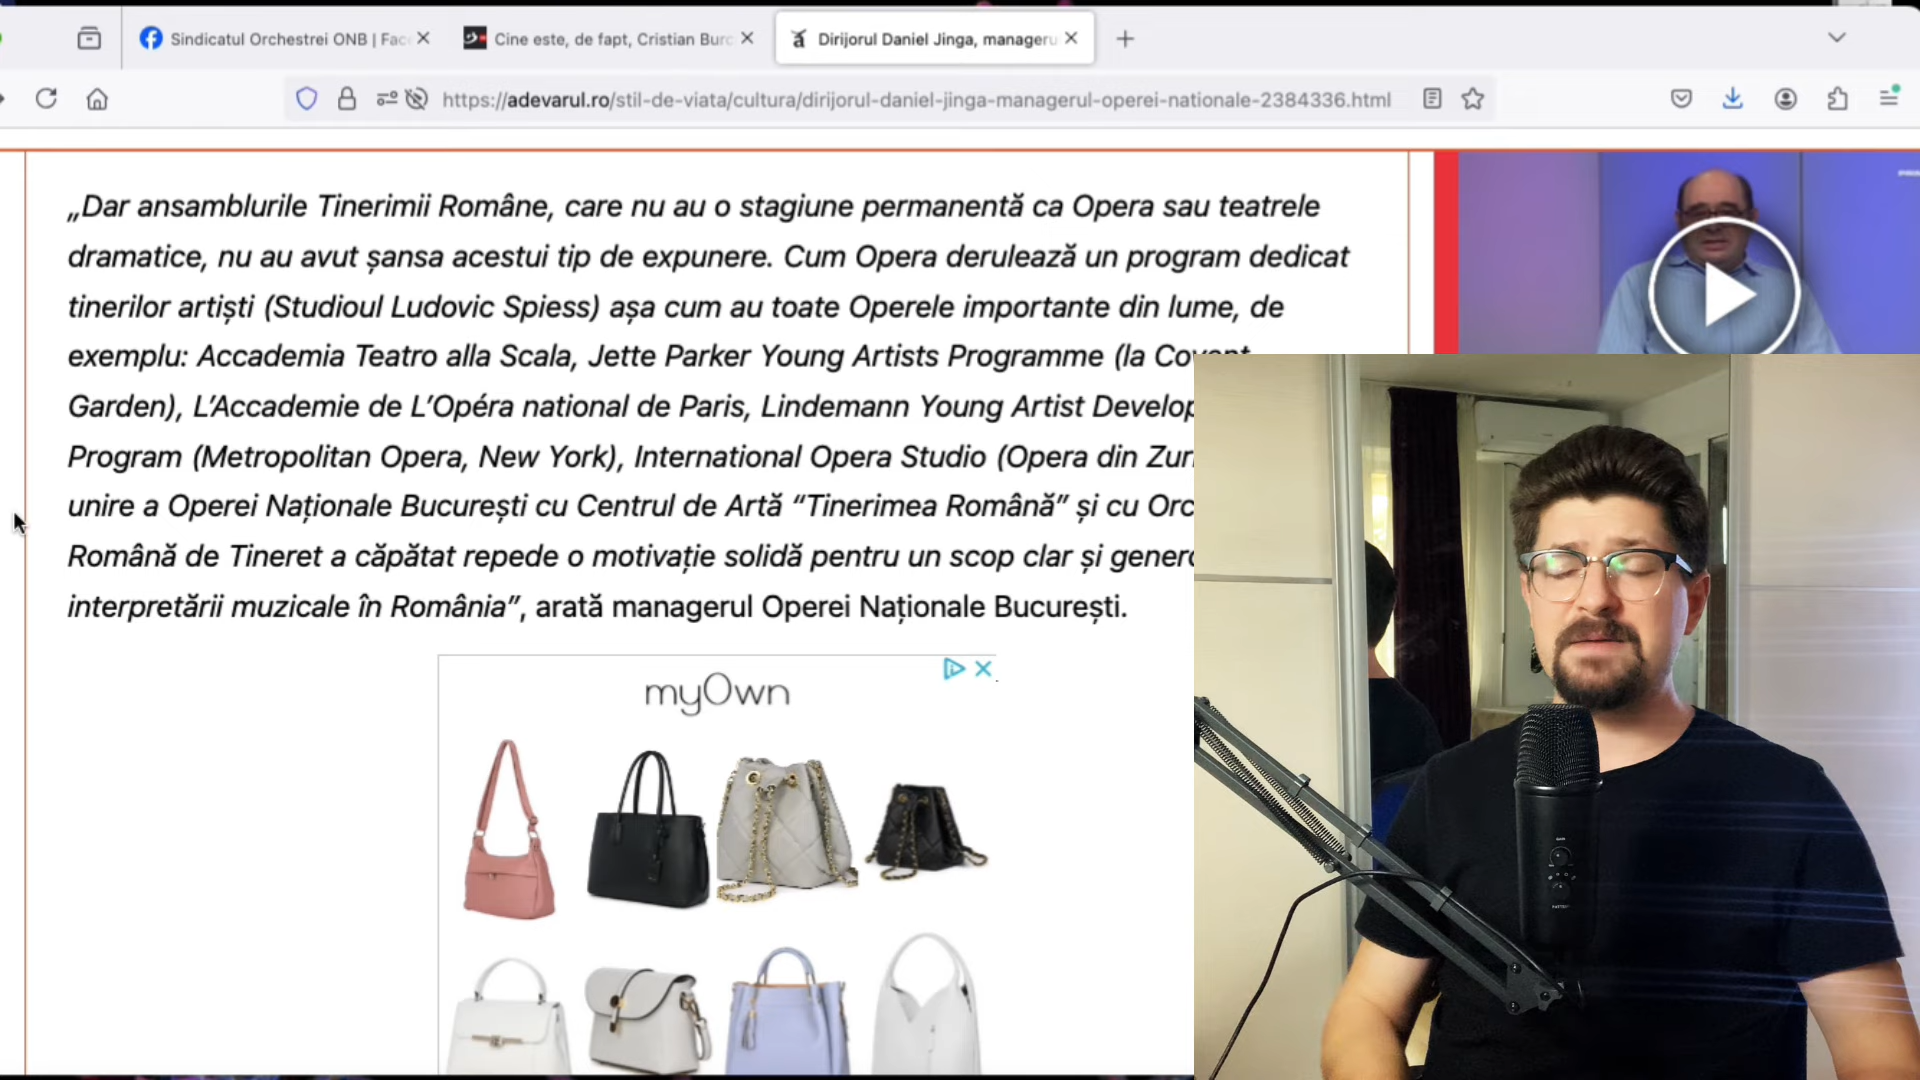 Sindicatul Orchestrei ONB | Fac
Cine este, de fapt, Cristian Burc
Dirijorul Daniel Jinga, manageru
https://adevarul.ro/stil-de-viata/cultura/dirijorul-daniel-jinga-managerul-operei-nationale-2384336.html
„Dar ansamblurile Tinerimii Române, care nu au o stagiune permanentă ca Opera sau teatrele
dramatice, nu au avut șansa acestui tip de expunere. Cum Opera derulează un program dedicat
tinerilor artiști (Studioul Ludovic Spiess) așa cum au toate Operele importante din lume, de
exemplu: Accademia Teatro alla Scala, Jette Parker Young Artists Programme (la Covent
Garden), L’Accademie de L’Opéra national de Paris, Lindemann Young Artist Develop
Program (Metropolitan Opera, New York), International Opera Studio (Opera din Zur
unire a Operei Naționale București cu Centrul de Artă “Tinerimea Română” și cu Orc
Română de Tineret a căpătat repede o motivație solidă pentru un scop clar și genero
interpretării muzicale în România”, arată managerul Operei Naționale București.
myOwn